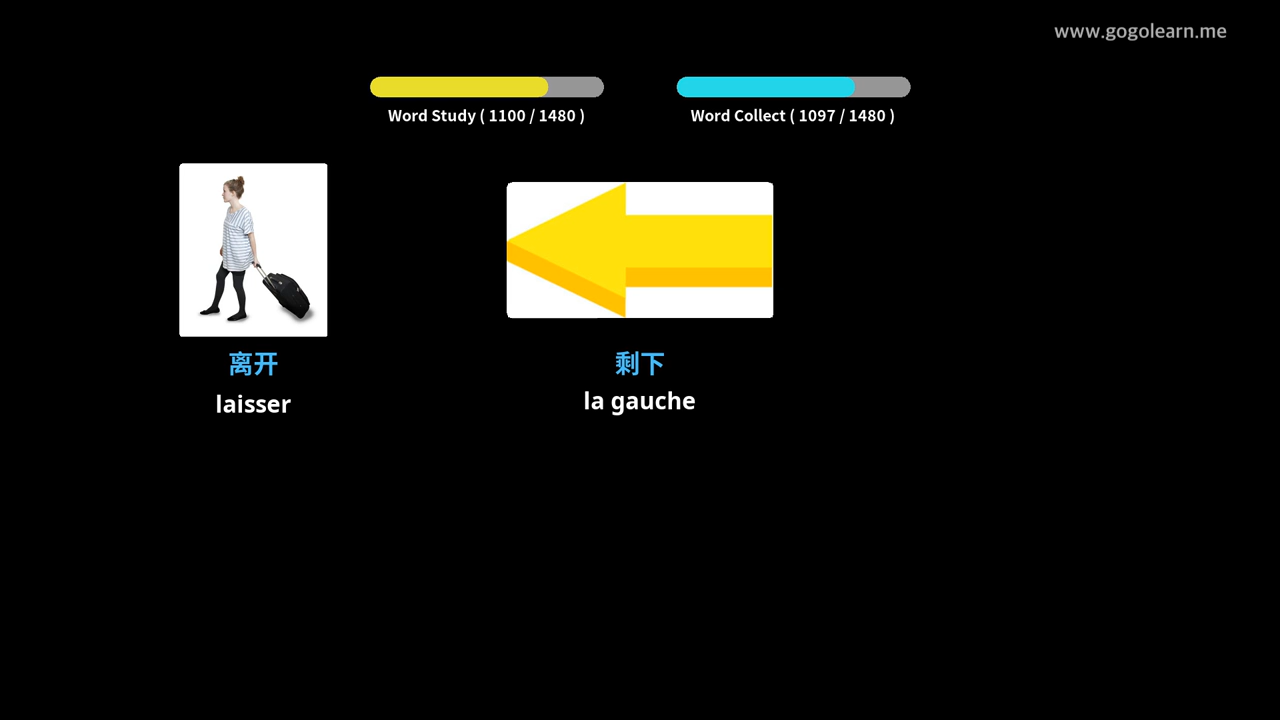 www.gogolearn.me
Word Study ( 1100 / 1480 )
Word Collect ( 1097 / 1480 )
离开
laisser
剩下
la gauche